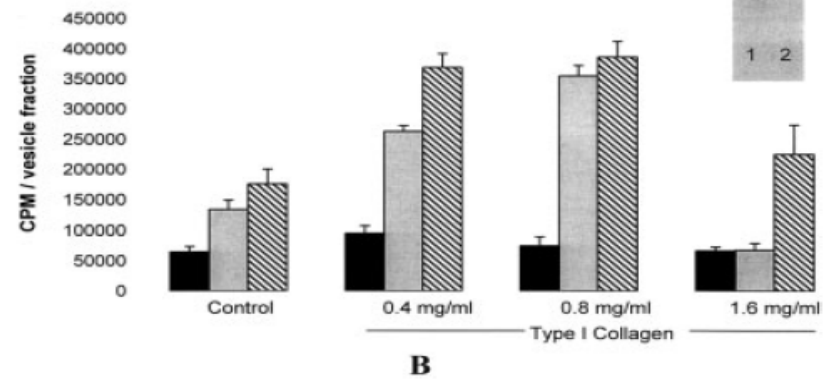 450000
400000
350000
300000
250000
200000
150000
100000
50000
0
CPM / vesicle fraction
1 2
Control 0.4 mg/ml 0.8 mg/ml 1.6 mg/ml
Type I Collagen
B